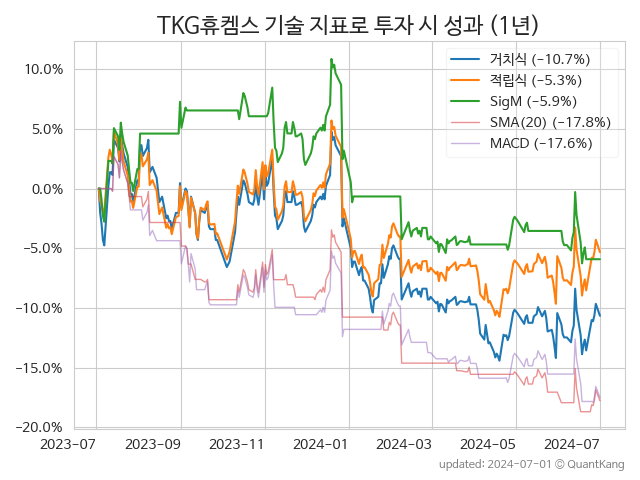 TKG휴켐스 기술 지표로 투자 시 성과 (1년)
거치식 (−10.7%)
적립식 (−5.3%)
SigM (−5.9%)
SMA(20) (−17.8%)
MACD (−17.6%)
10.0%
5.0%
0.0%
−5.0%
−10.0%
−15.0%
−20.0%
2023-07 2023-09 2023-11 2024-01 2024-03 2024-05 2024-07
updated: 2024-07-01 © QuantKang